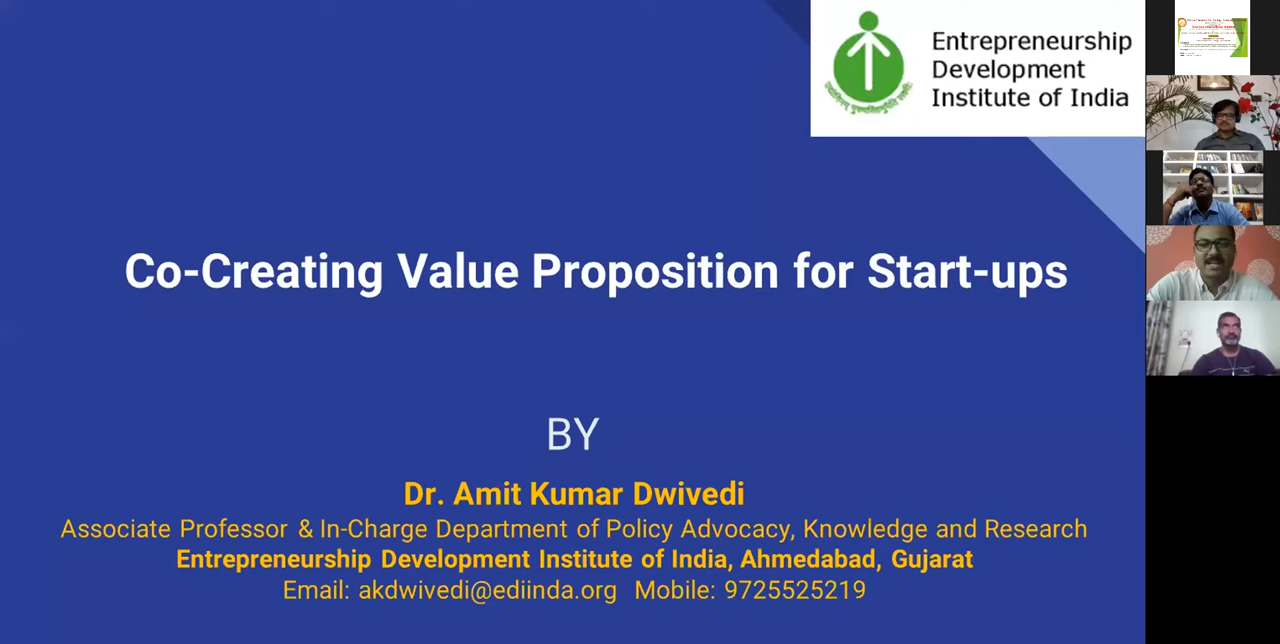 Entrepreneurship
Development
Institute of India
Co-Creating Value Proposition for Start-ups
BY
Dr. Amit Kumar Dwivedi
Associate Professor & In-Charge Department of Policy Advocacy, Knowledge and Research
Entrepreneurship Development Institute of India, Ahmedabad, Gujarat
Email: akdwivedi@ediinda.org Mobile: 9725525219